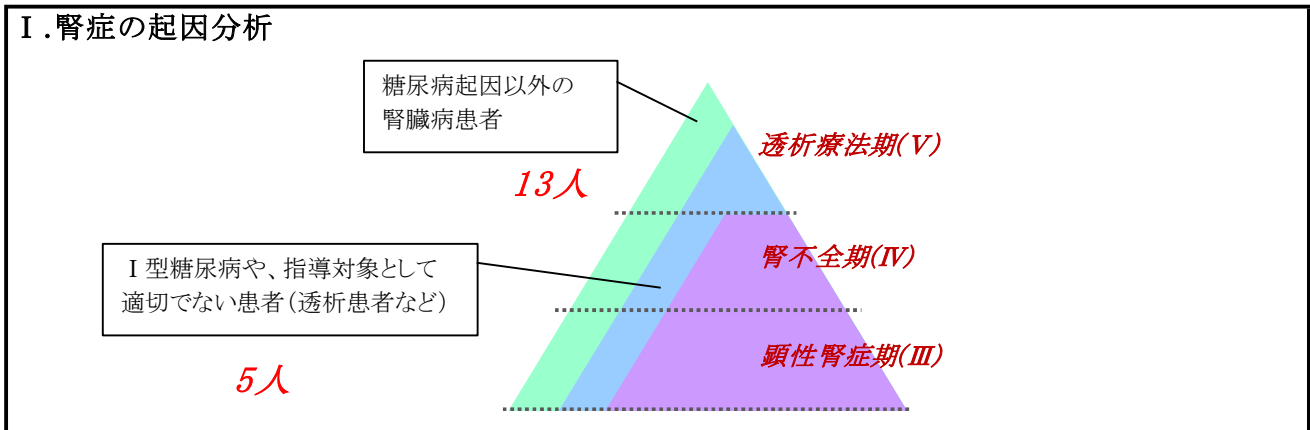 Ⅰ.腎症の起因分析
糖尿病起因以外の
腎臓病患者
透析療法期(Ⅴ)
13人
腎不全期(Ⅳ)
Ⅰ型糖尿病や、指導対象として
適切でない患者(透析患者など)
顕性腎症期(Ⅲ)
5人